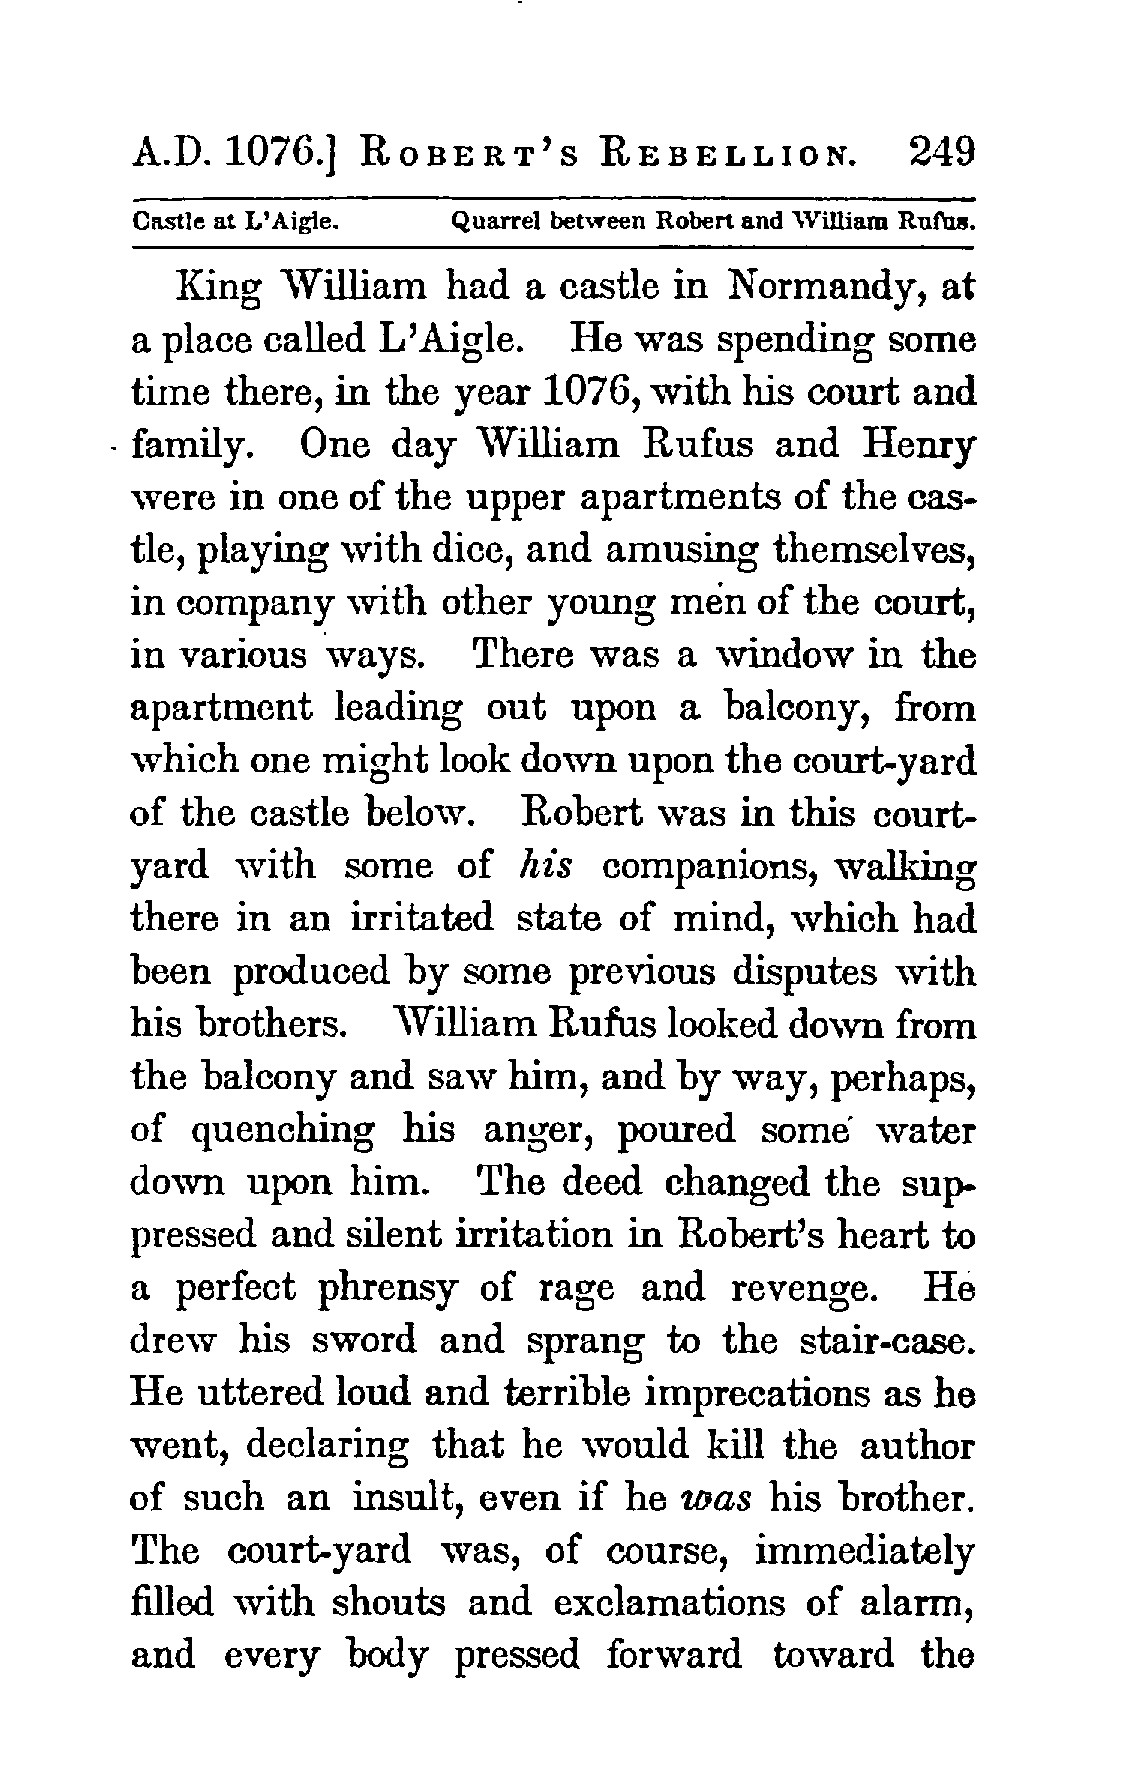 A.D. 1076.] ROBERT'S REBELLION. 249
Castle at L'Aigle. Quarrel between Robert and William Rufus.
King William had a castle in Normandy, at
a place called L'Aigle. He was spending some
time there, in the year 1076, with his court and
family. One day William Rufus and Henry
were in one of the upper apartments of the cas-
tle, playing with dice, and amusing themselves,
in company with other young men of the court,
in various ways. There was a window in the
apartment leading out upon a balcony, from
which one might look down upon the court-yard
of the castle below. Robert was in this court-
yard with some of his companions, walking
there in an irritated state of mind, which had
been produced by some previous disputes with
his brothers. William Rufus looked down from
the balcony and saw him, and by way, perhaps,
of quenching his anger, poured some water
down upon him. The deed changed the sup-
pressed and silent irritation in Robert's heart to
a perfect phrensy of rage and revenge. He
drew his sword and sprang to the stair-case.
He uttered loud and terrible imprecations as he
went, declaring that he would kill the author
of such an insult, even if he was his brother.
The court-yard was, of course, immediately
filled with shouts and exclamations of alarm,
and every body pressed forward toward the